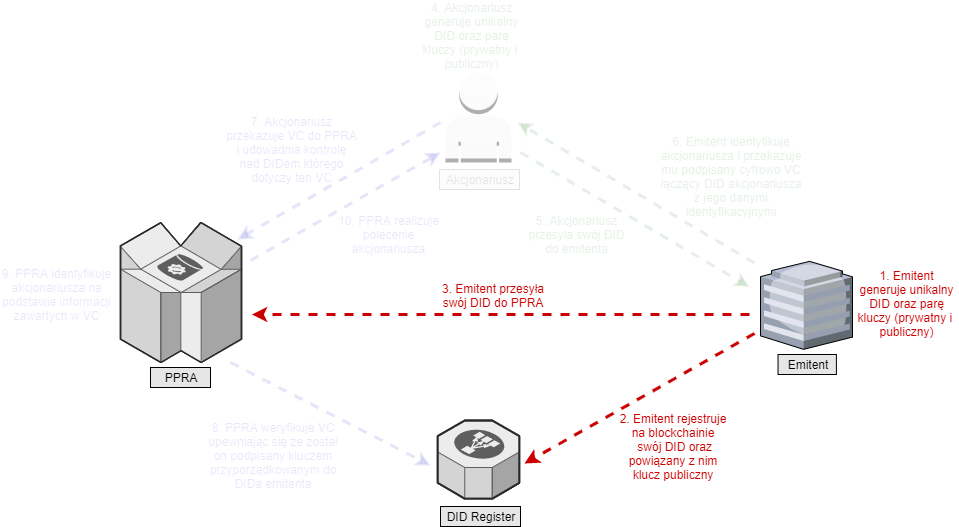 4. Akcjonariusz
generuje unikalny
DID oraz parę
kluczy (prywatny i
publiczny)
7. Akcjonariusz
przekazuje VC do PPRA
i udowadnia kontrolę
nad DIDem którego
dotyczy ten VC
6. Emitent identyfikuje
akcjonariusza i przekazuje
mu podpisany cyfrowo VC
łączący DID akcjonariusza
z jego danymi
identyfikacyjnymi
Akcjonariusz
10. PPRA realizuje
polecenie
akcjonariusza
5. Akcjonariusz
przesyła swój DID
do emitenta
9. PPRA identyfikuje
akcjonariusza na
podstawie informacji
zawartych w VC
3. Emitent przesyła
swój DID do PPRA
1. Emitent
generuje unikalny
DID oraz parę
kluczy (prywatny i
publiczny)
PPRA
Emitent
8. PPRA weryfikuje VC
upewniając się że został
on podpisany kluczem
przyporządkowanym do
DIDa emitenta
2. Emitent rejestruje
na blockchainie
swój DID oraz
powiązany z nim
klucz publiczny
DID Register